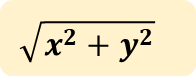 √(x² + y²)